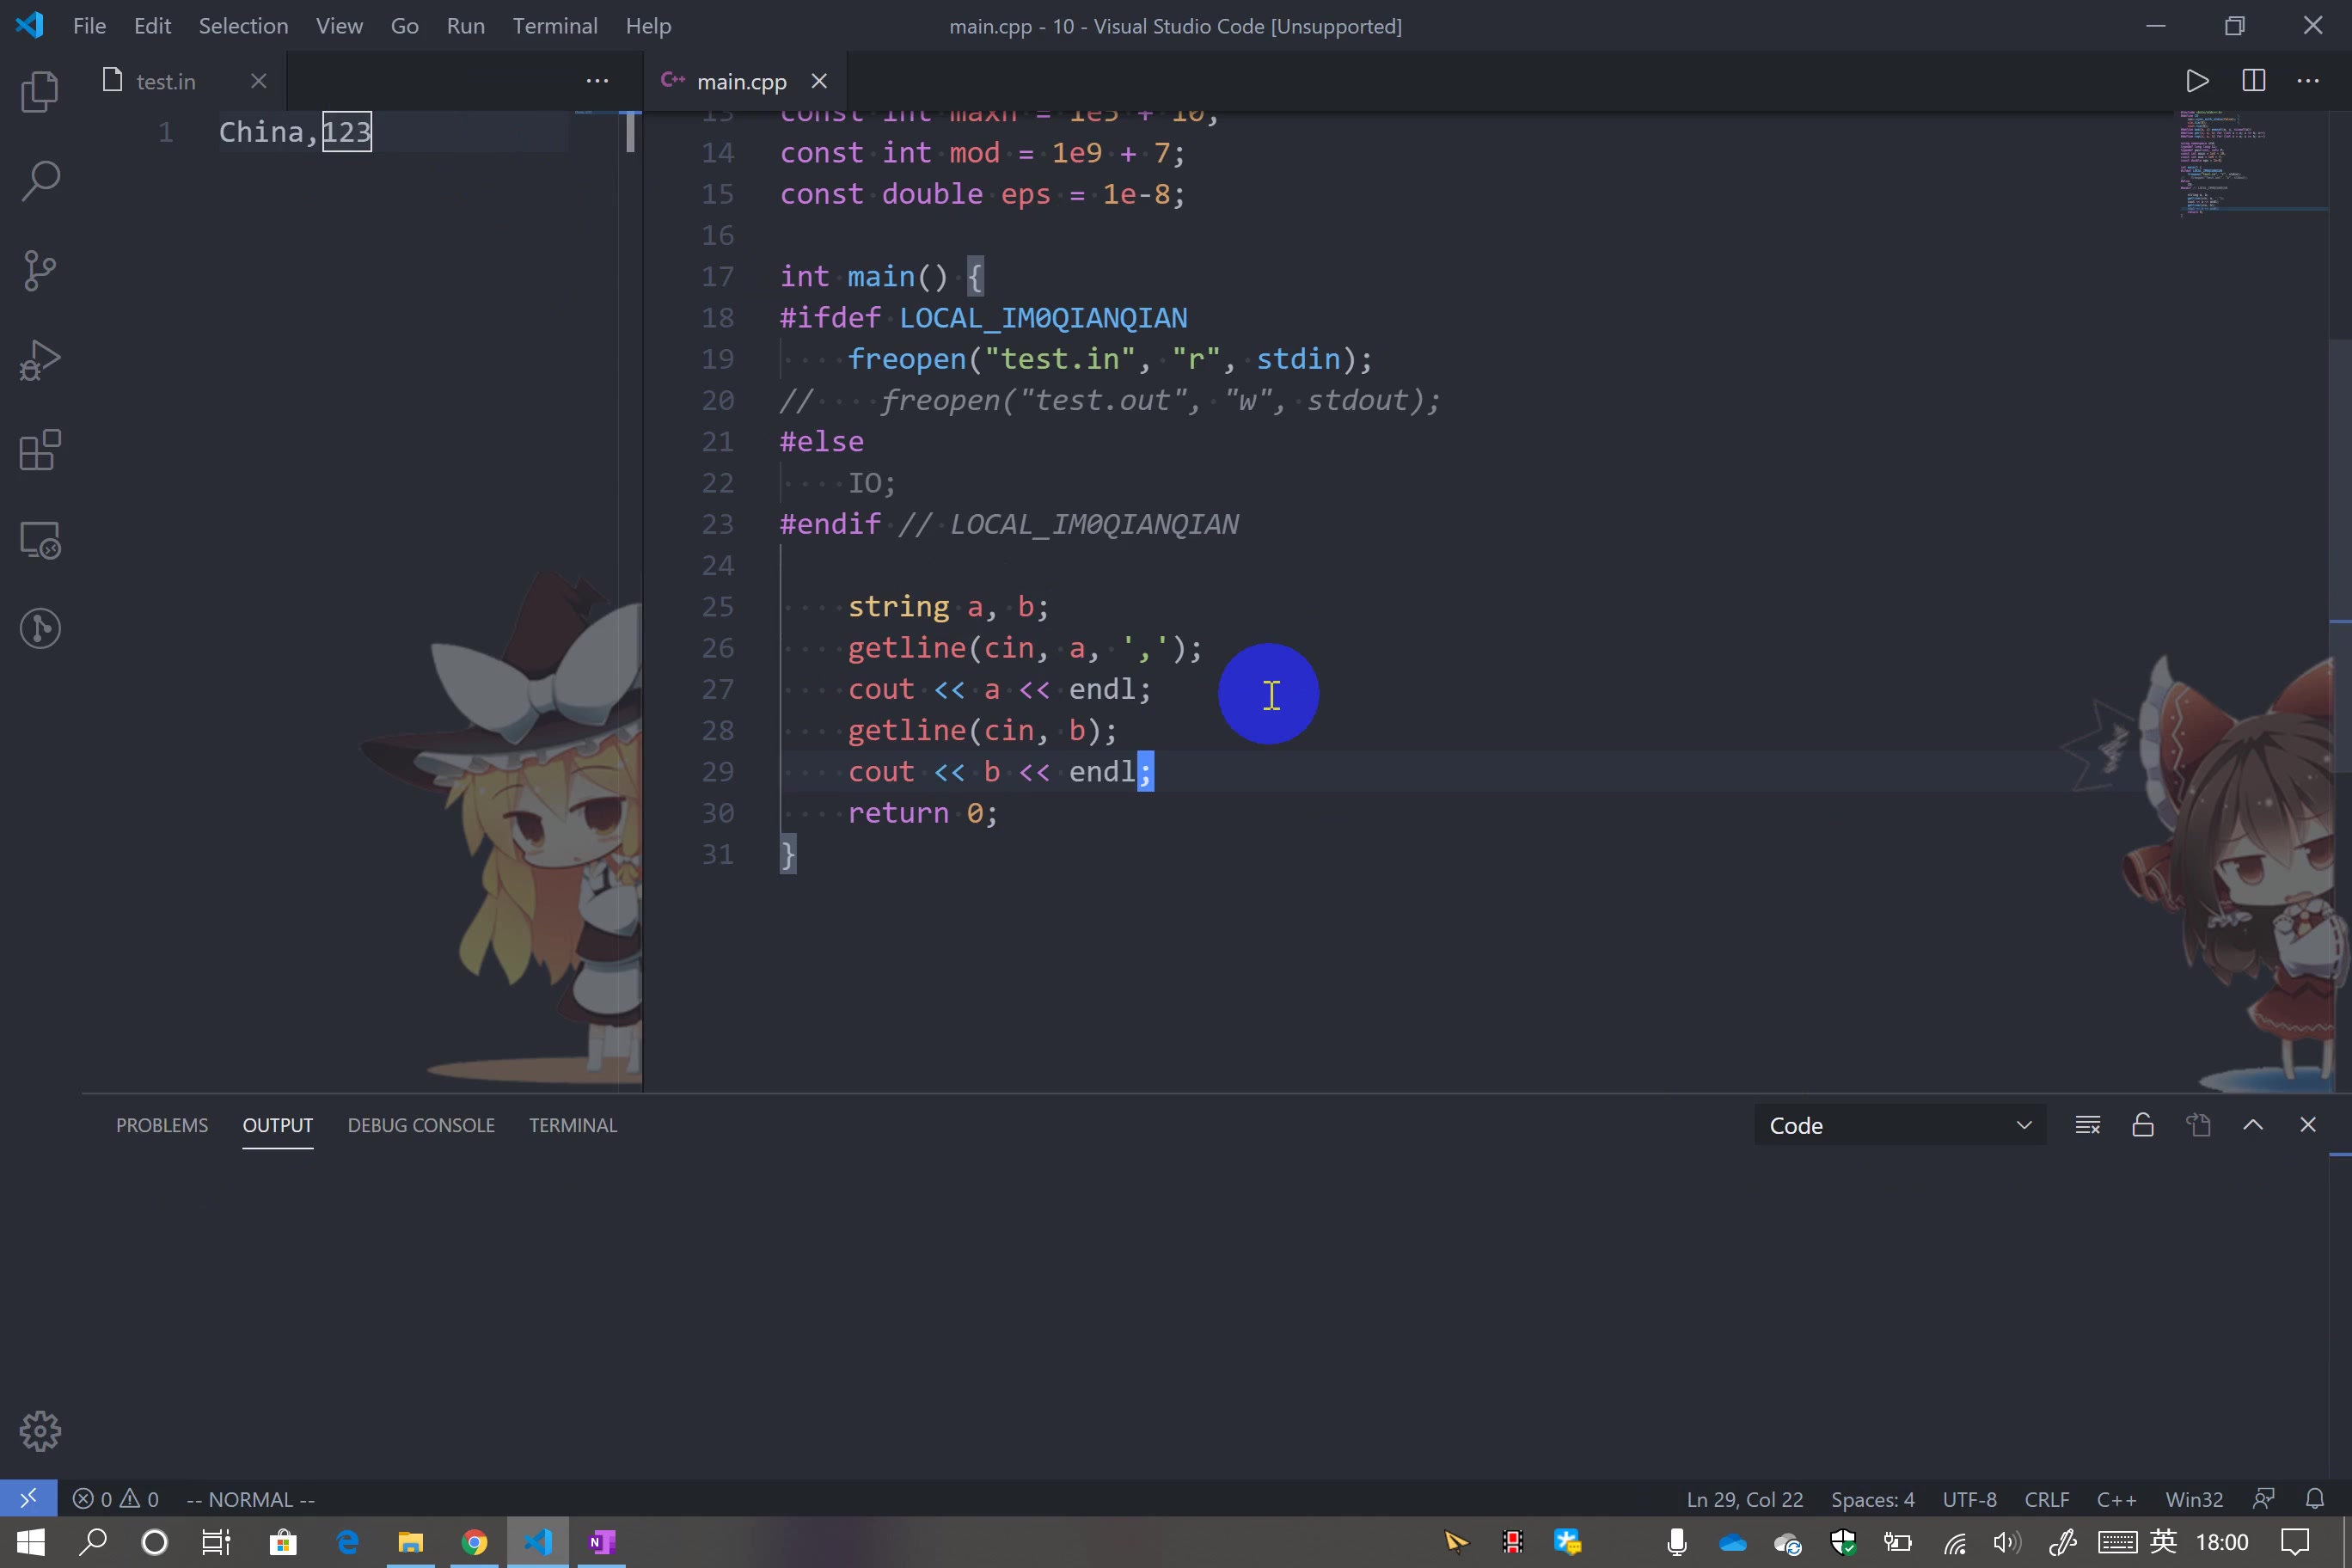 File Edit Selection View Go Run Terminal Help
main.cpp - 10 - Visual Studio Code [Unsupported]
test.in
1 China,123
main.cpp
13 const int maxn = 1e5 + 10;
14 const int mod = 1e9 + 7;
15 const double eps = 1e-8;
16
17 int main() {
18 #ifdef LOCAL_IM0QIANQIAN
19 freopen("test.in", "r", stdin);
20 // freopen("test.out", "w", stdout);
21 #else
22 IO;
23 #endif // LOCAL_IM0QIANQIAN
24
25 string a, b;
26 getline(cin, a, ',');
27 cout << a << endl;
28 getline(cin, b);
29 cout << b << endl;
30 return 0;
31 }
PROBLEMS OUTPUT DEBUG CONSOLE TERMINAL
Code
0 0 -- NORMAL --
Ln 29, Col 22 Spaces: 4 UTF-8 CRLF C++ Win32
英 18:00